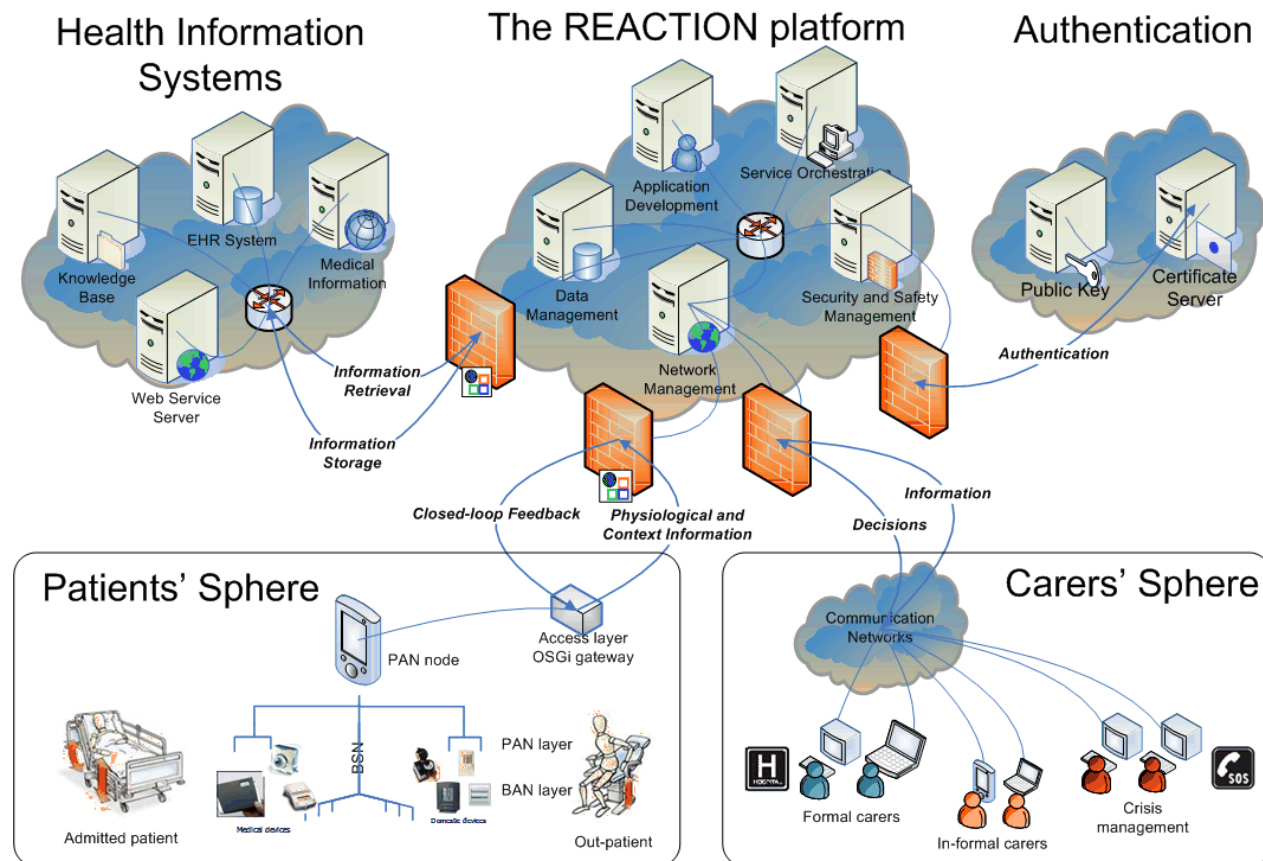 Health Information
Systems
The REACTION platform
Authentication
EHR System
Knowledge
Base
Medical
Information
Web Service
Server
Application
Development
Service Orchestration
Data
Management
Security and Safety
Management
Network
Management
Public Key
Certificate
Server
Authentication
Information
Retrieval
Information
Storage
Closed-loop Feedback
Physiological and
Context Information
Information
Decisions
Patients' Sphere
PAN node
Access layer
OSGi gateway
BSN
PAN layer
BAN layer
Medical devices
Domestic devices
Admitted patient
Out-patient
Carers' Sphere
Communication
Networks
H
HOSPITAL
SOS
Formal carers
In-formal carers
Crisis
management